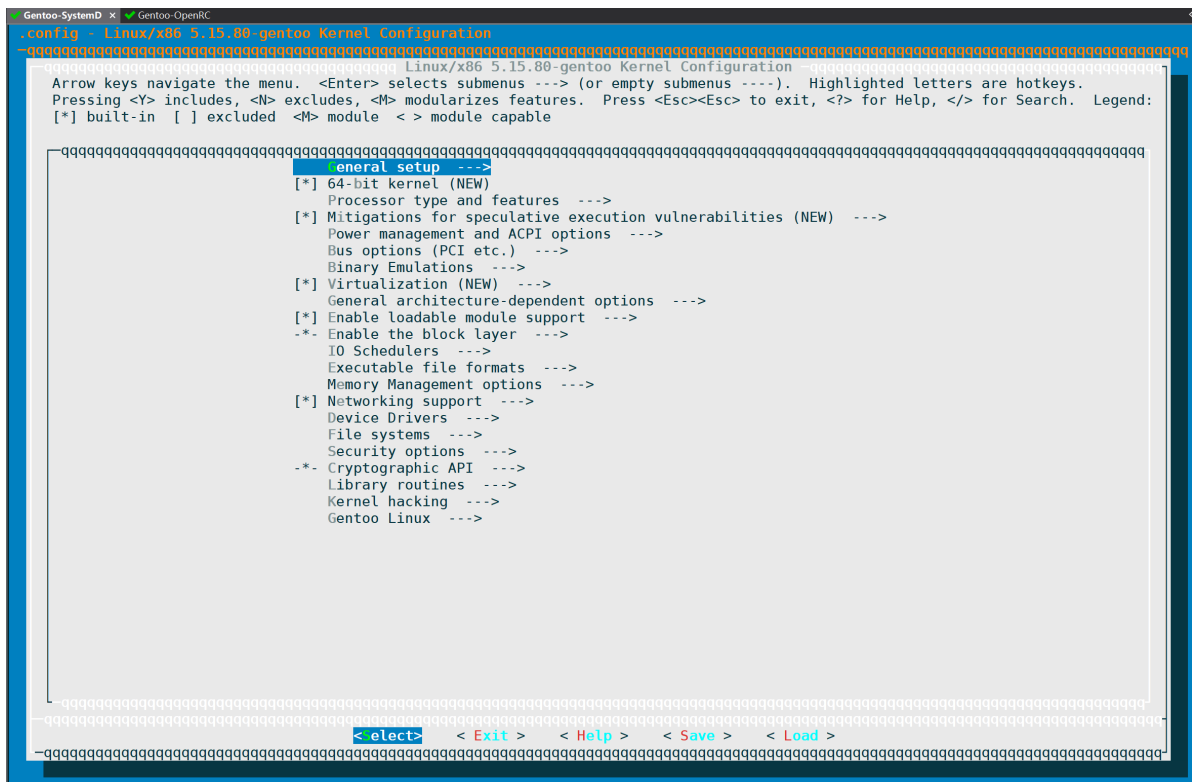 Gentoo-SystemD × Gentoo-OpenRC
.config - Linux/x86 5.15.80-gentoo Kernel Configuration
Linux/x86 5.15.80-gentoo Kernel Configuration
Arrow keys navigate the menu.  <Enter> selects submenus ---> (or empty submenus ----).  Highlighted letters are hotkeys.
Pressing <Y> includes, <N> excludes, <M> modularizes features.  Press <Esc><Esc> to exit, <?> for Help, </> for Search.  Legend:
[*] built-in  [ ] excluded  <M> module  < > module capable
General setup  --->
[*] 64-bit kernel (NEW)
Processor type and features  --->
[*] Mitigations for speculative execution vulnerabilities (NEW)  --->
Power management and ACPI options  --->
Bus options (PCI etc.)  --->
Binary Emulations  --->
[*] Virtualization (NEW)  --->
General architecture-dependent options  --->
[*] Enable loadable module support  --->
-*- Enable the block layer  --->
IO Schedulers  --->
Executable file formats  --->
Memory Management options  --->
[*] Networking support  --->
Device Drivers  --->
File systems  --->
Security options  --->
-*- Cryptographic API  --->
Library routines  --->
Kernel hacking  --->
Gentoo Linux  --->
<Select>    < Exit >    < Help >    < Save >    < Load >